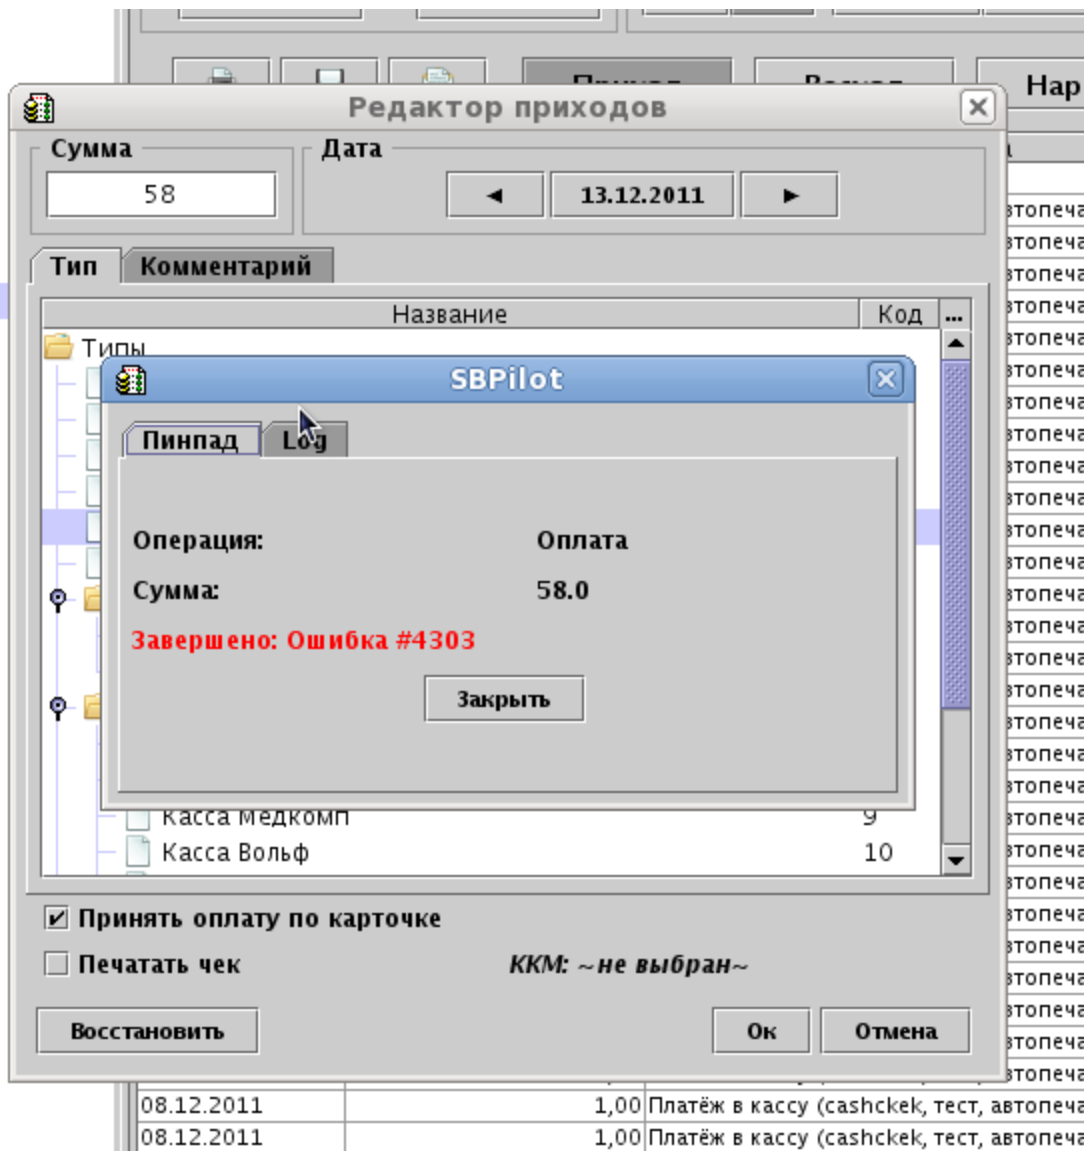 Нар
Редактор приходов
Сумма
Дата
58
13.12.2011
Тип
Комментарий
Название
Код
...
Типы
SBPilot
Пинпад
Log
Операция: Оплата
Сумма: 58.0
Завершено: Ошибка #4303
Закрыть
Касса Медкомп 9
Касса Вольф 10
Принять оплату по карточке
Печатать чек
ККМ: ~не выбран~
Восстановить
Ок
Отмена
08.12.2011 1,00 Платёж в кассу (cashckek, тест, автопеча
08.12.2011 1,00 Платёж в кассу (cashckek, тест, автопеча